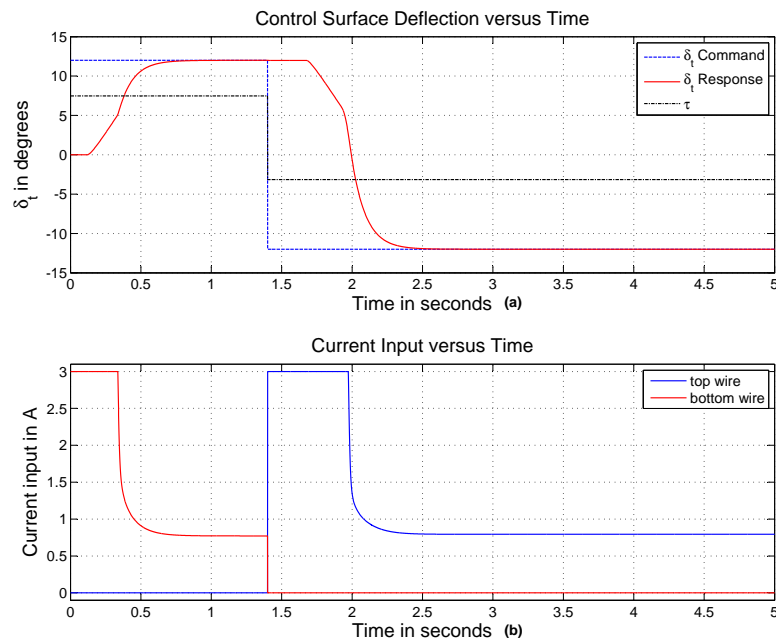 Control Surface Deflection versus Time
15
10
5
0
-5
-10
-15
δt in degrees
δt Command
δt Response
τ
0 0.5 1 1.5 2 2.5 3 3.5 4 4.5 5
Time in seconds (a)
Current Input versus Time
3
2.5
2
1.5
1
0.5
0
Current input in A
top wire
bottom wire
0 0.5 1 1.5 2 2.5 3 3.5 4 4.5 5
Time in seconds (b)